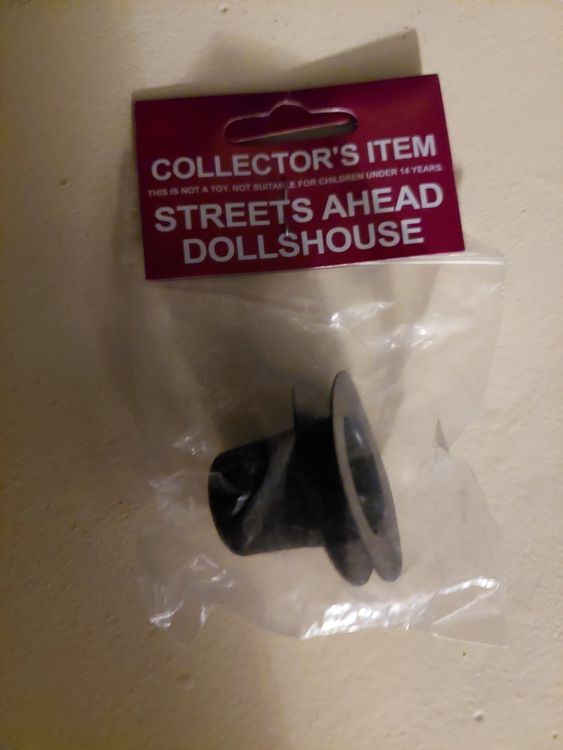 COLLECTOR'S ITEM
THIS IS NOT A TOY. NOT SUITABLE FOR CHILDREN UNDER 14 YEARS.
STREETS AHEAD
DOLLSHOUSE